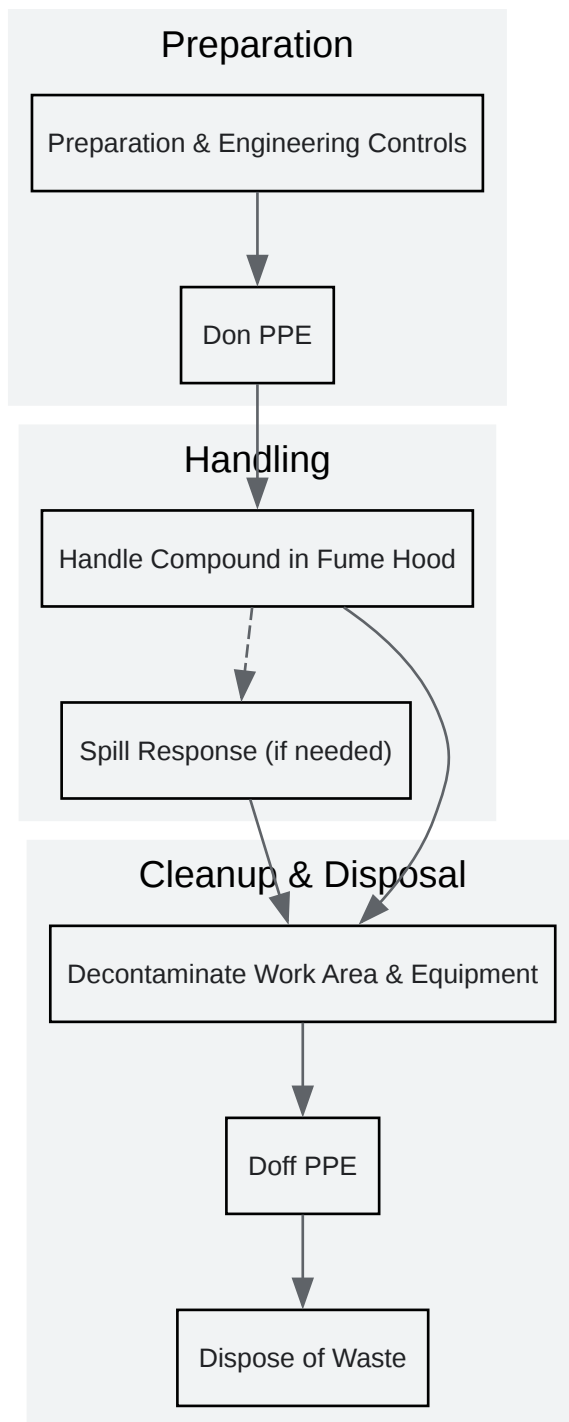 Preparation
Preparation & Engineering Controls
Don PPE
Handling
Handle Compound in Fume Hood
Spill Response (if needed)
Cleanup & Disposal
Decontaminate Work Area & Equipment
Doff PPE
Dispose of Waste